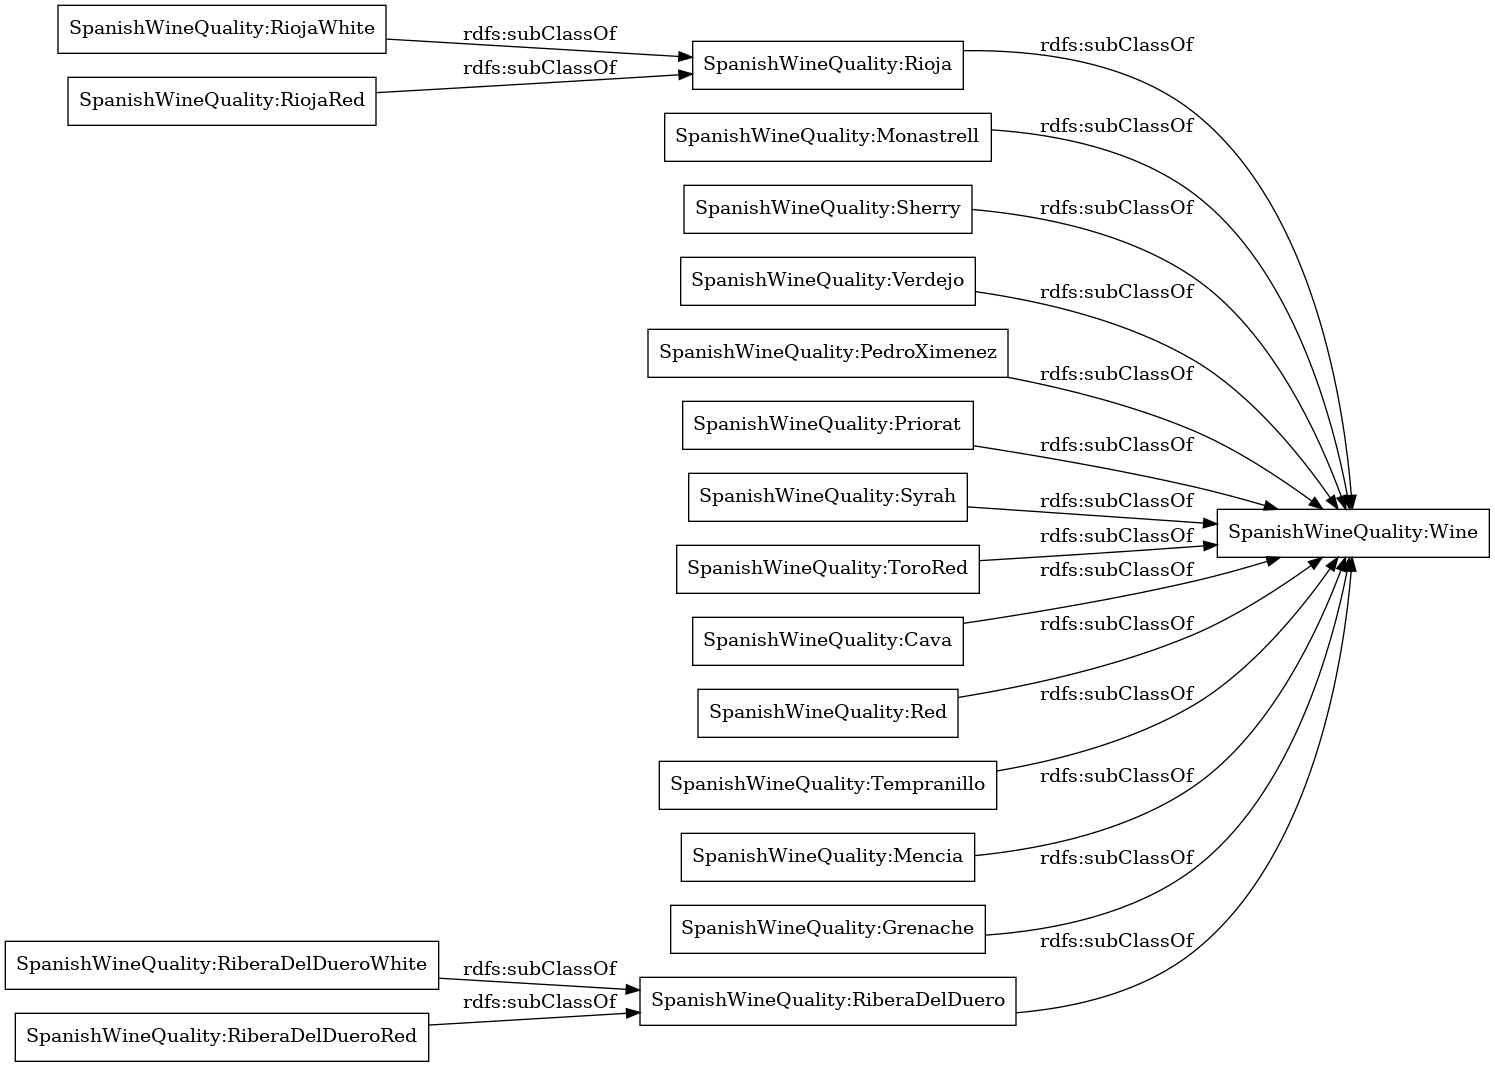 SpanishWineQuality:RiojaWhite
rdfs:subClassOf
SpanishWineQuality:RiojaRed
rdfs:subClassOf
SpanishWineQuality:Rioja
rdfs:subClassOf
SpanishWineQuality:Monastrell
rdfs:subClassOf
SpanishWineQuality:Sherry
rdfs:subClassOf
SpanishWineQuality:Verdejo
rdfs:subClassOf
SpanishWineQuality:PedroXimenez
rdfs:subClassOf
SpanishWineQuality:Priorat
rdfs:subClassOf
SpanishWineQuality:Syrah
rdfs:subClassOf
SpanishWineQuality:Wine
SpanishWineQuality:ToroRed
rdfs:subClassOf
SpanishWineQuality:Cava
rdfs:subClassOf
SpanishWineQuality:Red
rdfs:subClassOf
SpanishWineQuality:Tempranillo
rdfs:subClassOf
SpanishWineQuality:Mencia
rdfs:subClassOf
SpanishWineQuality:Grenache
rdfs:subClassOf
SpanishWineQuality:RiberaDelDueroWhite
rdfs:subClassOf
SpanishWineQuality:RiberaDelDueroRed
rdfs:subClassOf
SpanishWineQuality:RiberaDelDuero
rdfs:subClassOf